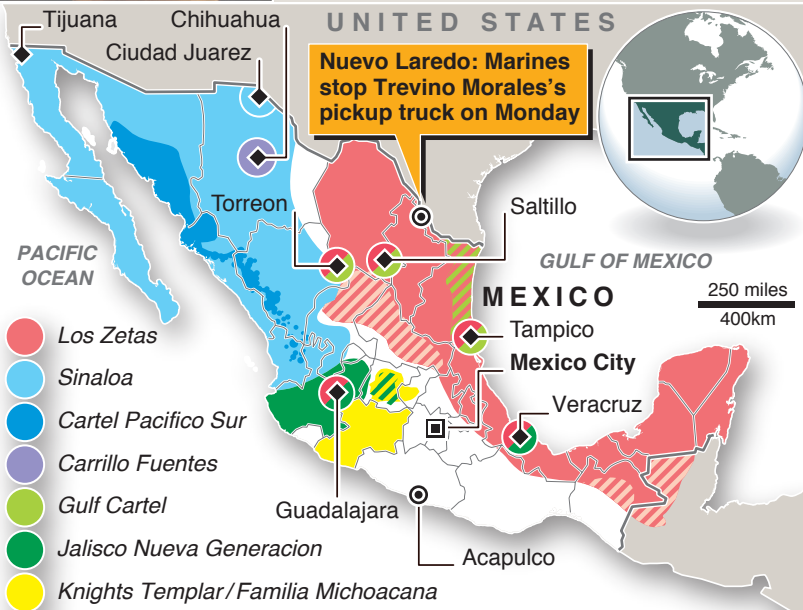 Tijuana
Chihuahua
UNITED STATES
Ciudad Juarez
Nuevo Laredo: Marines
stop Trevino Morales's
pickup truck on Monday
Torreon
Saltillo
PACIFIC
OCEAN
GULF OF MEXICO
MEXICO
250 miles
400km
Los Zetas
Tampico
Sinaloa
Mexico City
Cartel Pacifico Sur
Veracruz
Carrillo Fuentes
Gulf Cartel
Guadalajara
Jalisco Nueva Generacion
Acapulco
Knights Templar/Familia Michoacana